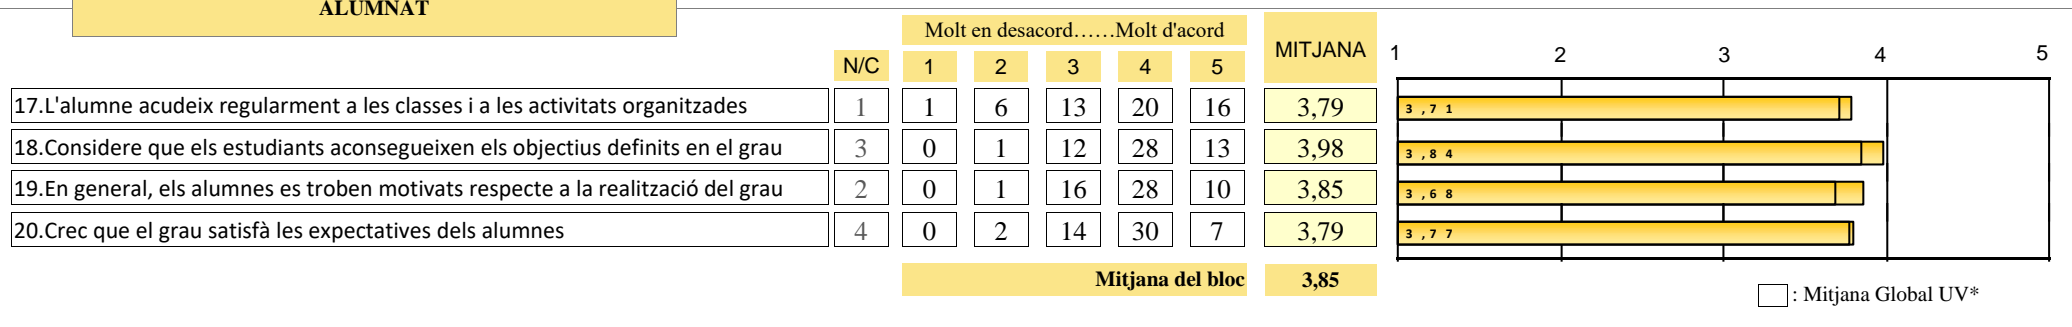 ALUMNAT
Molt en desacord……Molt d'acord
MITJANA
N/C 1 2 3 4 5
1 2 3 4 5
17.L'alumne acudeix regularment a les classes i a les activitats organitzades 1 1 6 13 20 16 3,79 3,71
18.Considere que els estudiants aconsegueixen els objectius definits en el grau 3 0 1 12 28 13 3,98 3,84
19.En general, els alumnes es troben motivats respecte a la realització del grau 2 0 1 16 28 10 3,85 3,68
20.Crec que el grau satisfà les expectatives dels alumnes 4 0 2 14 30 7 3,79 3,77
Mitjana del bloc 3,85
: Mitjana Global UV*